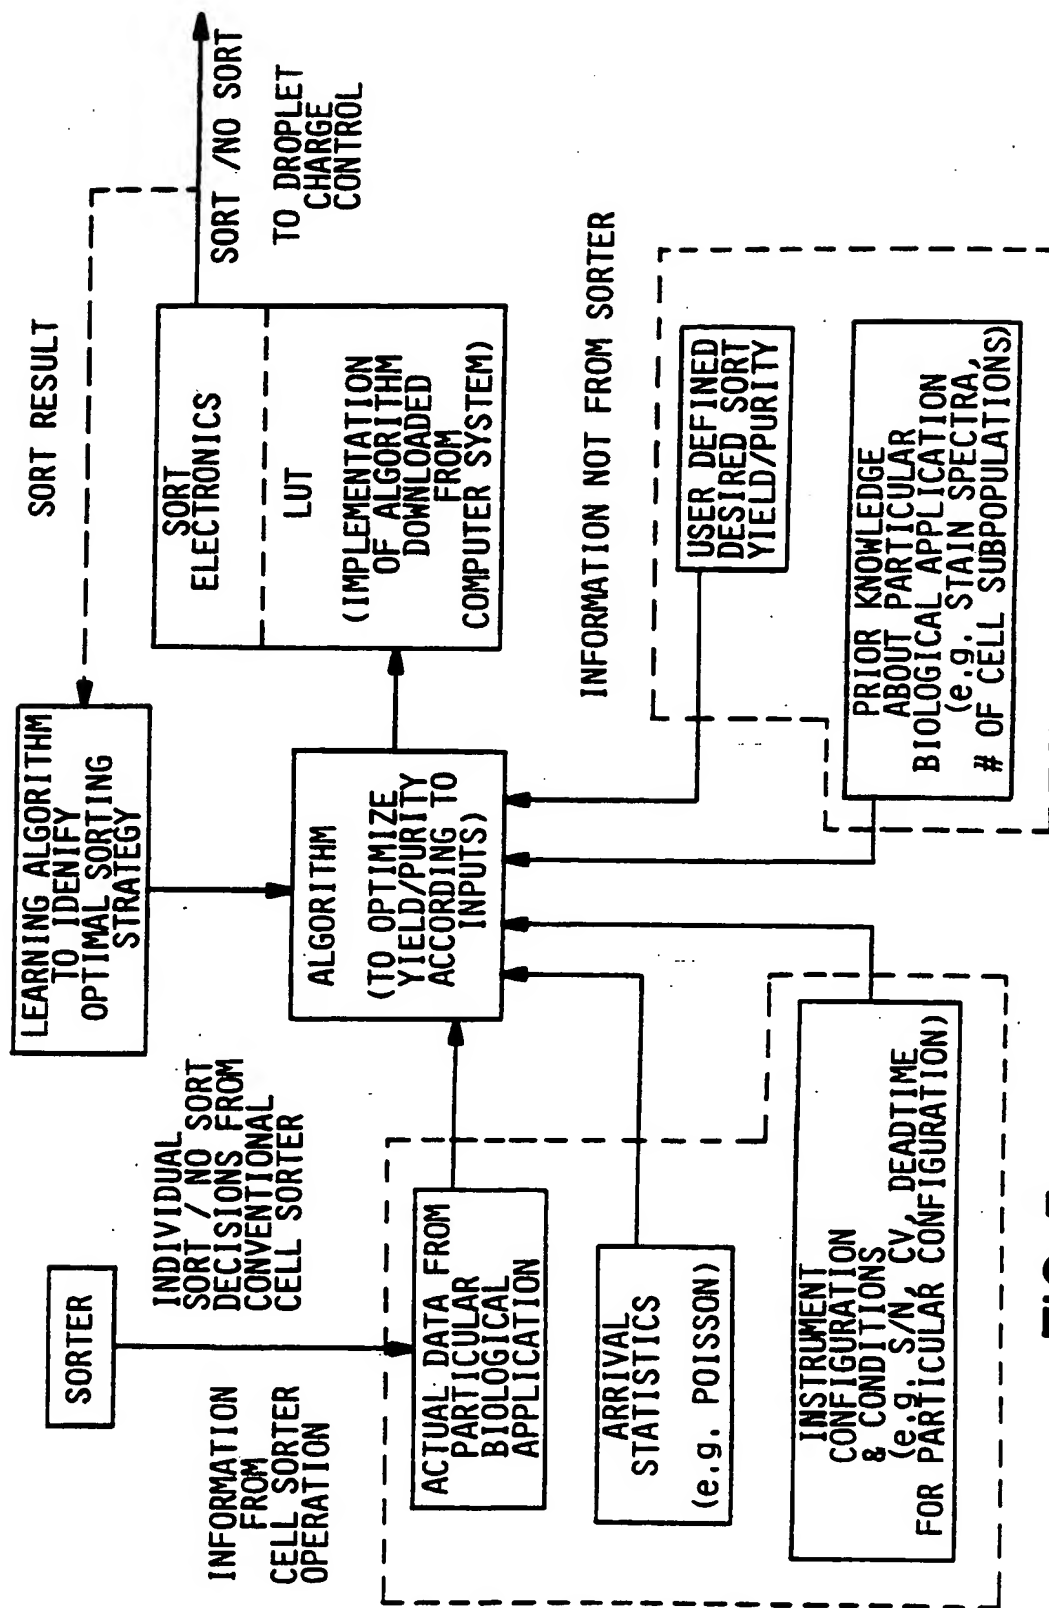 SORTER
INFORMATION
FROM
CELL SORTER
OPERATION
INDIVIDUAL
SORT / NO SORT
DECISIONS FROM
CONVENTIONAL
CELL SORTER
LEARNING ALGORITHM
TO IDENIFY
OPTIMAL SORTING
STRATEGY
SORT RESULT
ACTUAL DATA FROM
PARTICULAR
BIOLOGICAL
APPLICATION
ALGORITHM
(TO OPTIMIZE
YIELD/PURITY
ACCORDING TO
INPUTS)
SORT
ELECTRONICS
LUT
(IMPLEMENTATION
OF ALGORITHM
DOWNLOADED
FROM
COMPUTER SYSTEM)
SORT /NO SORT
TO DROPLET
CHARGE
CONTROL
ARRIVAL
STATISTICS
(e.g. POISSON)
INFORMATION NOT FROM SORTER
USER DEFINED
DESIRED SORT
YIELD/PURITY
INSTRUMENT
CONFIGURATION
& CONDITIONS
(e.g. S/N, CV, DEADTIME
FOR PARTICULAR CONFIGURATION)
PRIOR KNOWLEDGE
ABOUT PARTICULAR
BIOLOGICAL APPLICATION
(e.g. STAIN SPECTRA,
# OF CELL SUBPOPULATIONS)